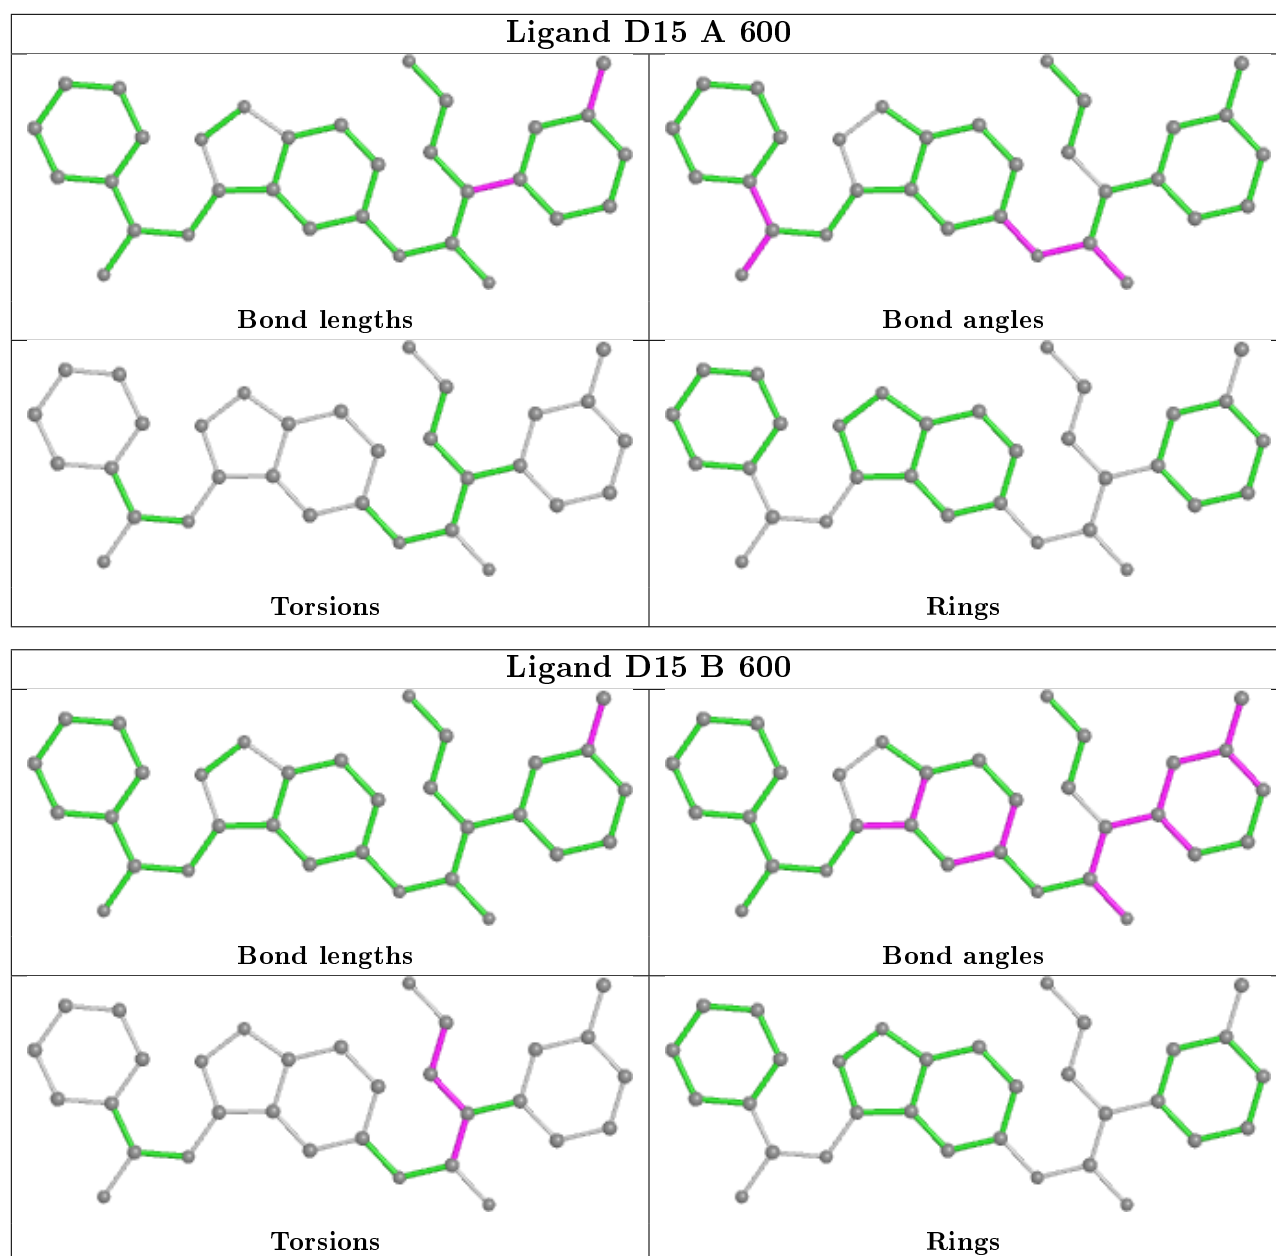 Ligand D15 A 600
Bond lengths
Bond angles
Torsions
Rings
Ligand D15 B 600
Bond lengths
Bond angles
Torsions
Rings